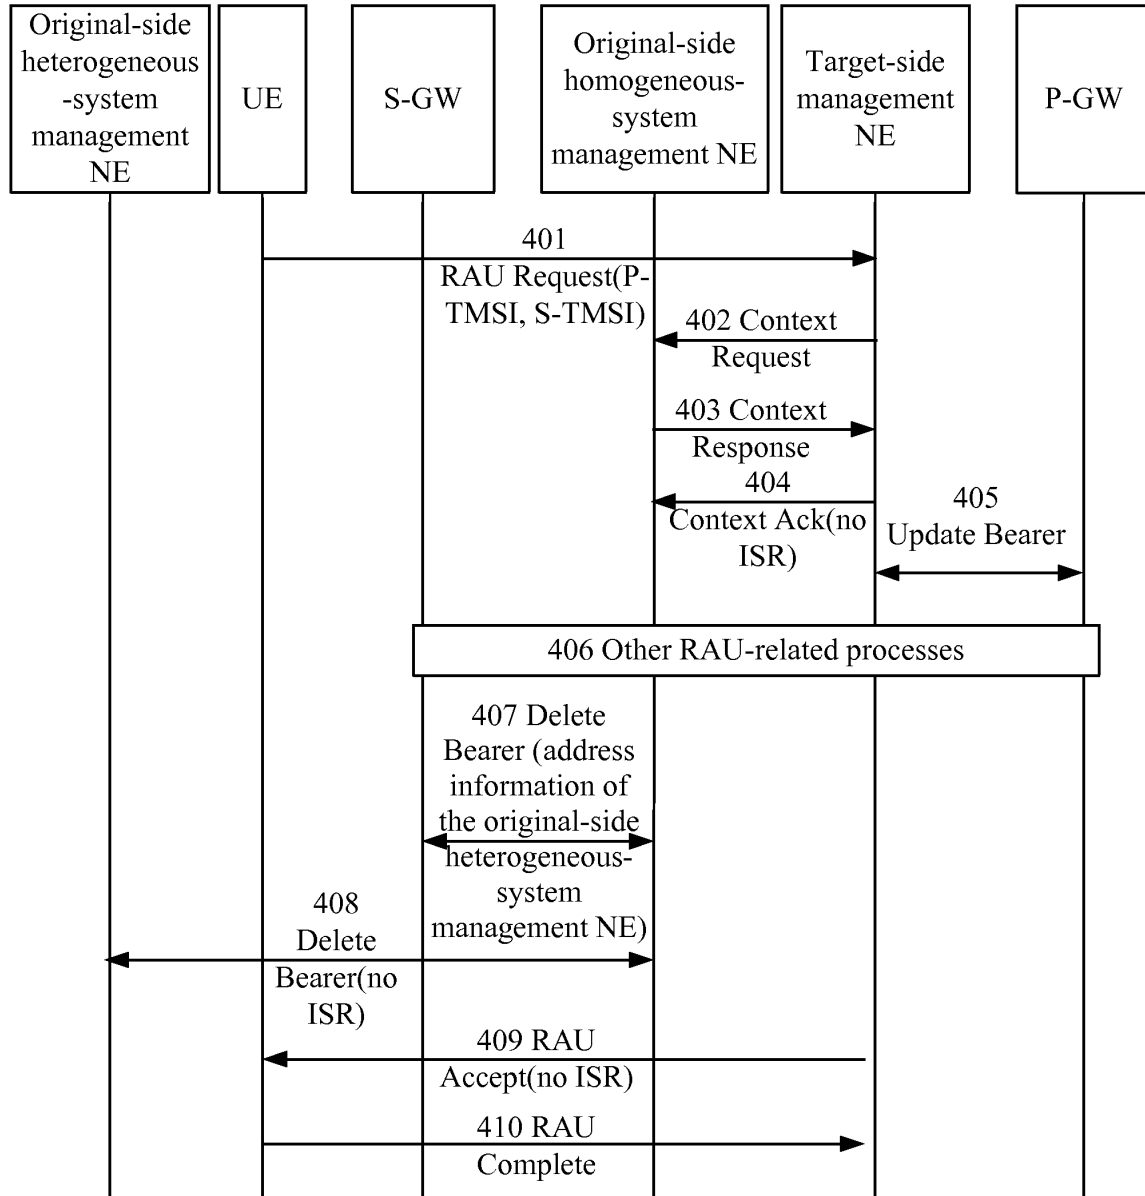 Original-side
heterogeneous
-system
management
NE
UE
S-GW
Original-side
homogeneous-
system
management NE
Target-side
management
NE
P-GW
401
RAU Request(P-
TMSI, S-TMSI)
402 Context
Request
403 Context
Response
404
Context Ack(no
ISR)
405
Update Bearer
406 Other RAU-related processes
407 Delete
Bearer (address
information of
the original-side
heterogeneous-
system
management NE)
408
Delete
Bearer(no
ISR)
409 RAU
Accept(no ISR)
410 RAU
Complete